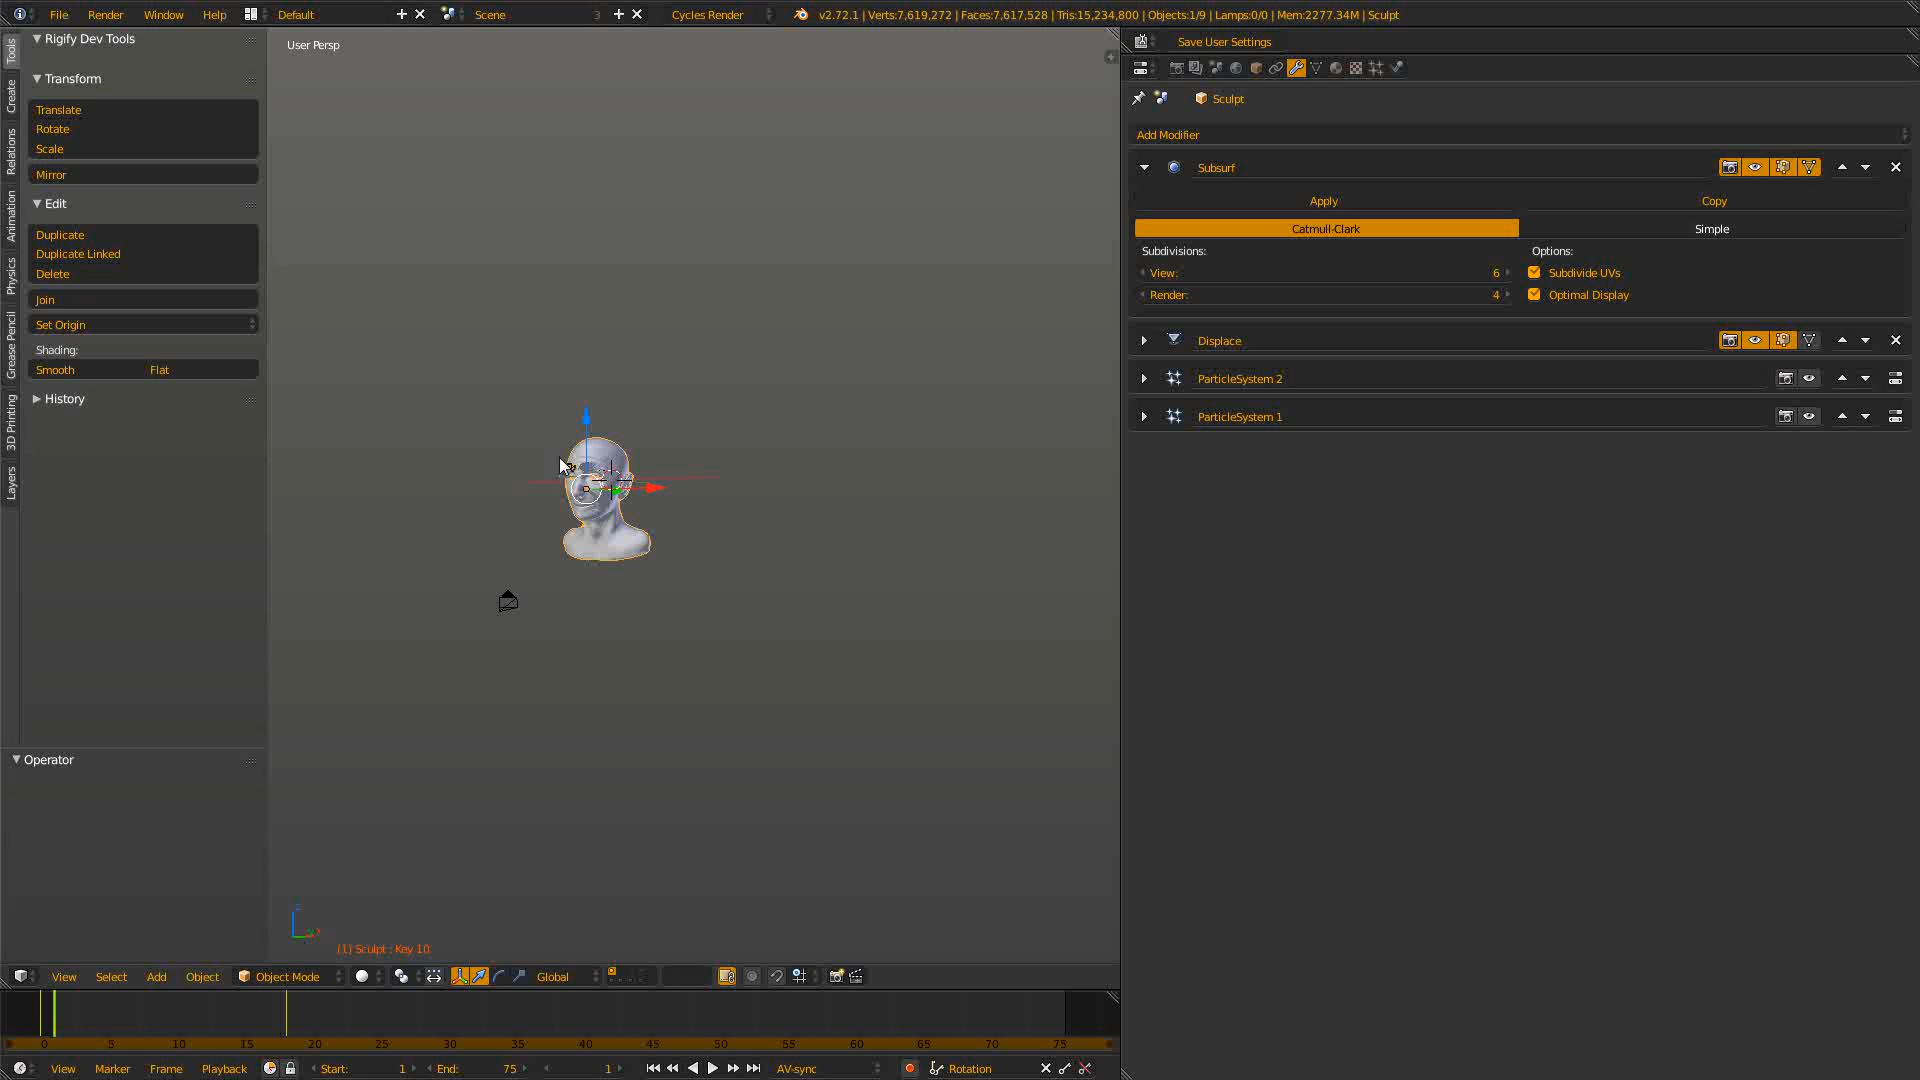 File Render Window Help Default Scene 3 Cycles Render v2.72.1 | Verts:7,619,272 | Faces:7,617,528 | Tris:15,234,800 | Objects:1/9 | Lamps:0/0 | Mem:2277.34M | Sculpt
Tools
Create
Relations
Animation
Physics
Grease Pencil
3D Printing
Layers
Rigify Dev Tools
Transform
Translate
Rotate
Scale
Mirror
Edit
Duplicate
Duplicate Linked
Delete
Join
Set Origin
Shading:
Smooth Flat
History
Operator
User Persp
(1) Sculpt : Key 10
View Select Add Object Object Mode Global
0 5 10 15 20 25 30 35 40 45 50 55 60 65 70 75
View Marker Frame Playback Start: 1 End: 75 1 AV-sync Rotation
Save User Settings
Sculpt
Add Modifier
Subsurf
Apply Copy
Catmull-Clark Simple
Subdivisions: Options:
View: 6 Subdivide UVs
Render: 4 Optimal Display
Displace
ParticleSystem 2
ParticleSystem 1